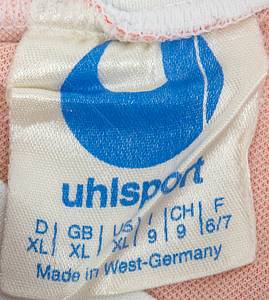 uhlsport
D GB US I CH F
XL XL XL 9 9 6/7
Made in West-Germany